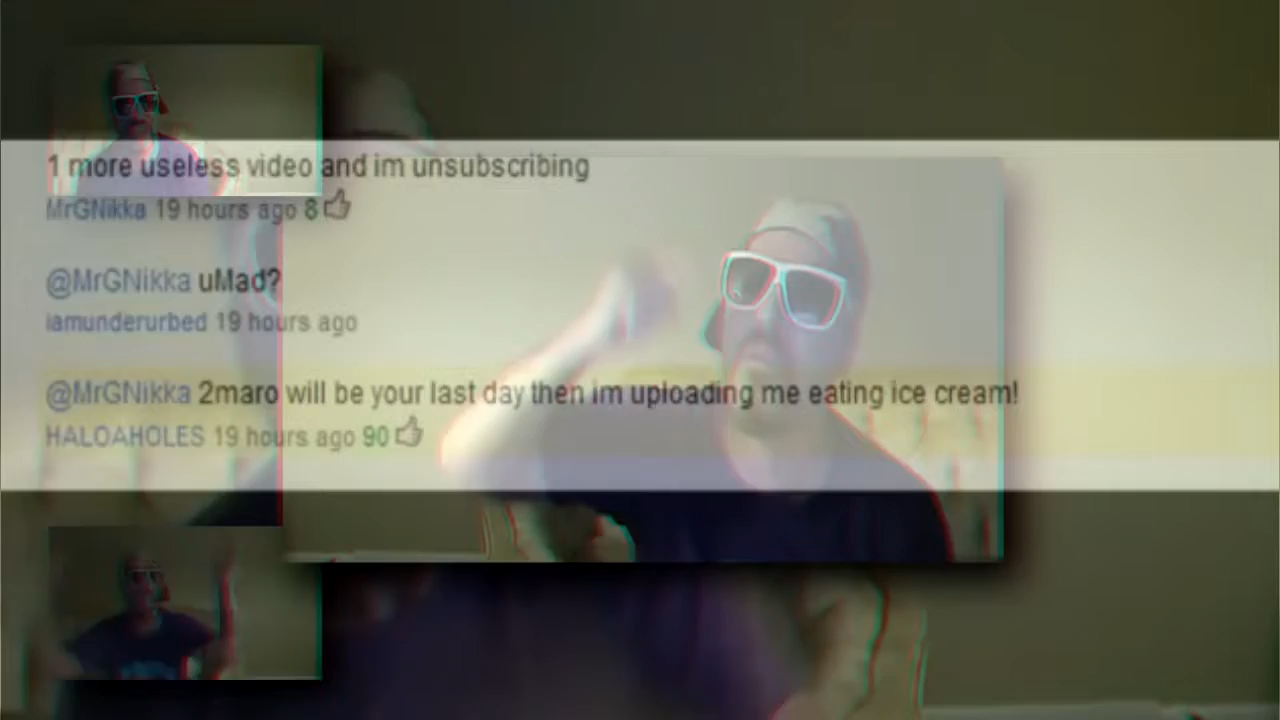 1 more useless video and im unsubscribing
MrGNikka 19 hours ago 8
@MrGNikka uMad?
iamunderurbed 19 hours ago
@MrGNikka 2maro will be your last day then im uploading me eating ice cream!
HALOAHOLES 19 hours ago 90